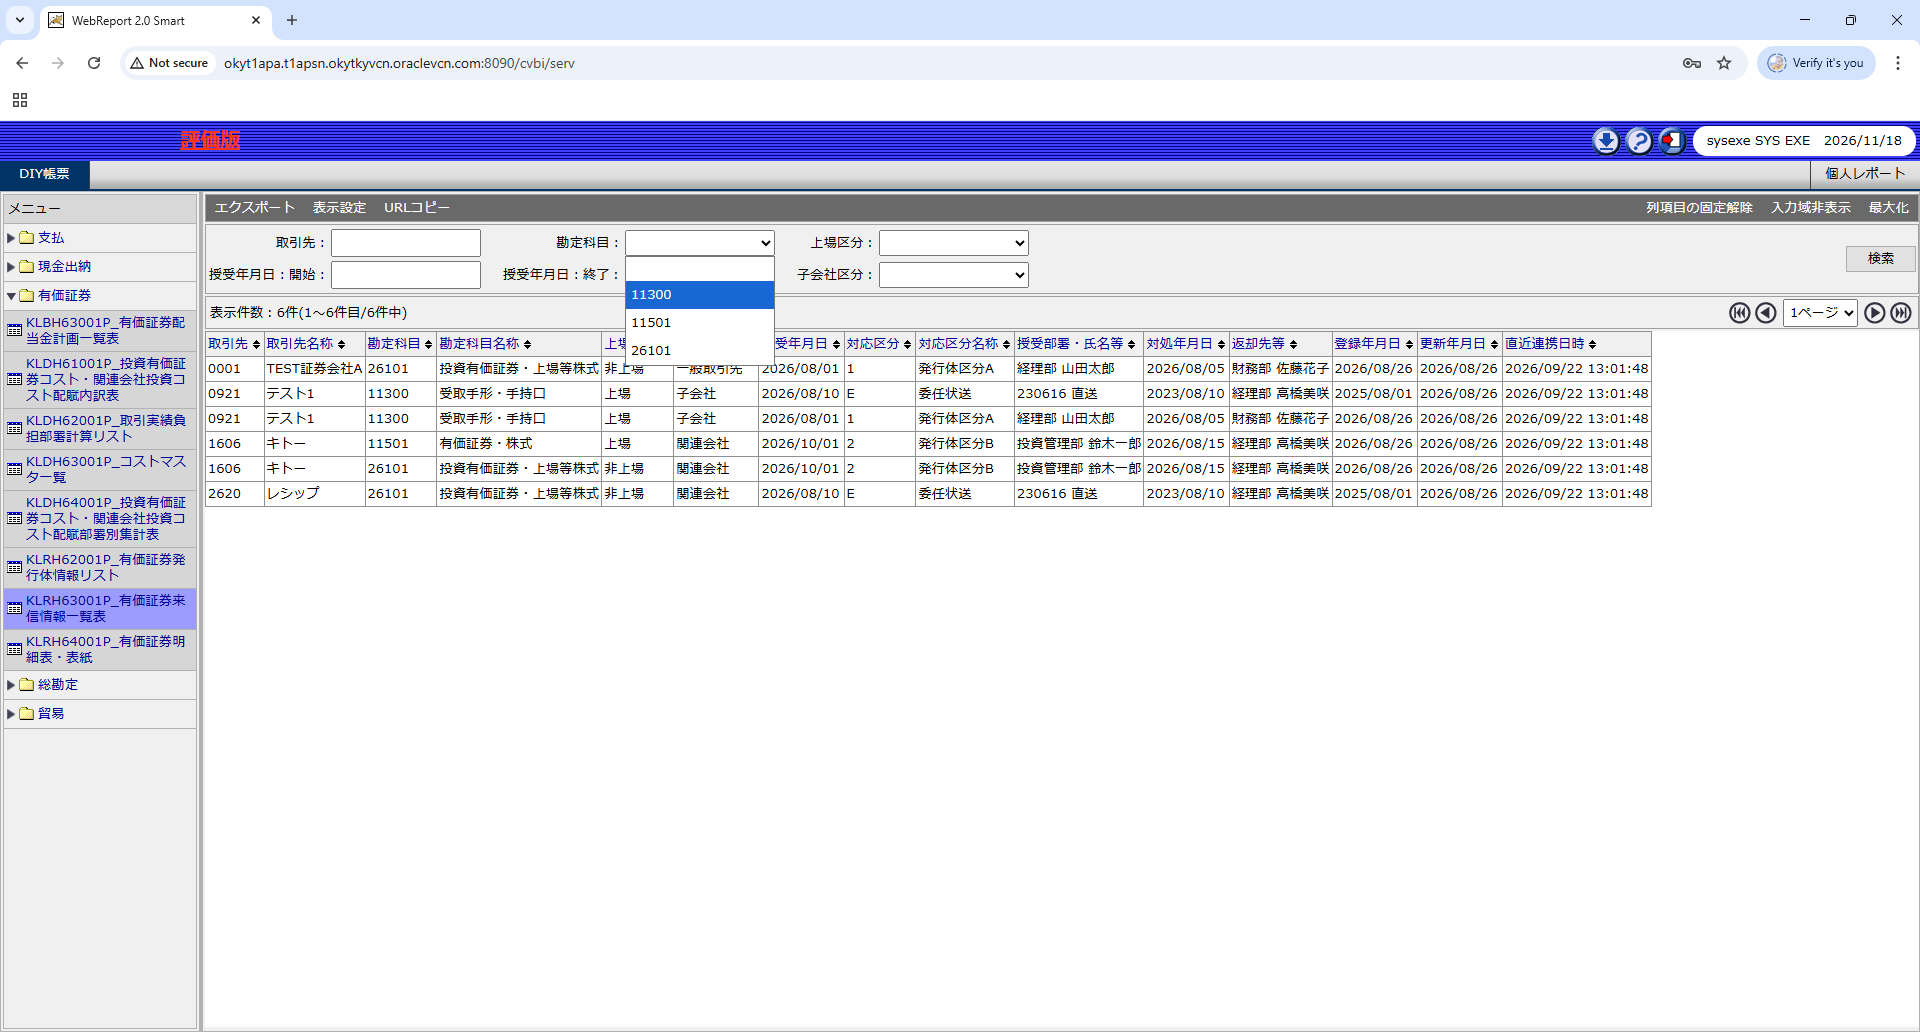 WebReport 2.0 Smart
Not secure
okyt1apa.t1apsn.okytkyvcn.oraclevcn.com:8090/cvbi/serv
Verify it's you
評価版
sysexe SYS EXE 2026/11/18
DIY帳票
個人レポート
メニュー
支払
現金出納
有価証券
KLBH63001P_有価証券配
当金計画一覧表
KLDH61001P_投資有価証
券コスト・関連会社投資コ
スト配賦内訳表
KLDH62001P_取引実績負
担部署計算リスト
KLDH63001P_コストマス
ター覧
KLDH64001P_投資有価証
券コスト・関連会社投資コ
スト配賦部署別集計表
KLRH62001P_有価証券発
行体情報リスト
KLRH63001P_有価証券来
信情報一覧表
KLRH64001P_有価証券明
細表・表紙
総勘定
貿易
エクスポート 表示設定 URLコピー
列項目の固定解除 入力域非表示 最大化
取引先： 勘定科目： 上場区分：
授受年月日：開始： 授受年月日：終了： 子会社区分：
検索
11300
11501
26101
表示件数：6件(1～6件目/6件中)
1ページ
取引先 取引先名称 勘定科目 勘定科目名称 上場 受年月日 対応区分 対応区分名称 授受部署・氏名等 対処年月日 返却先等 登録年月日 更新年月日 直近連携日時
0001 TEST証券会社A 26101 投資有価証券・上場等株式 非上場 一般取引先 2026/08/01 1 発行体区分A 経理部 山田太郎 2026/08/05 財務部 佐藤花子 2026/08/26 2026/08/26 2026/09/22 13:01:48
0921 テスト1 11300 受取手形・手持口 上場 子会社 2026/08/10 E 委任状送 230616 直送 2023/08/10 経理部 高橋美咲 2025/08/01 2026/08/26 2026/09/22 13:01:48
0921 テスト1 11300 受取手形・手持口 上場 子会社 2026/08/01 1 発行体区分A 経理部 山田太郎 2026/08/05 財務部 佐藤花子 2026/08/26 2026/08/26 2026/09/22 13:01:48
1606 キトー 11501 有価証券・株式 上場 関連会社 2026/10/01 2 発行体区分B 投資管理部 鈴木一郎 2026/08/15 経理部 高橋美咲 2026/08/26 2026/08/26 2026/09/22 13:01:48
1606 キトー 26101 投資有価証券・上場等株式 非上場 関連会社 2026/10/01 2 発行体区分B 投資管理部 鈴木一郎 2026/08/15 経理部 高橋美咲 2026/08/26 2026/08/26 2026/09/22 13:01:48
2620 レシップ 26101 投資有価証券・上場等株式 非上場 関連会社 2026/08/10 E 委任状送 230616 直送 2023/08/10 経理部 高橋美咲 2025/08/01 2026/08/26 2026/09/22 13:01:48